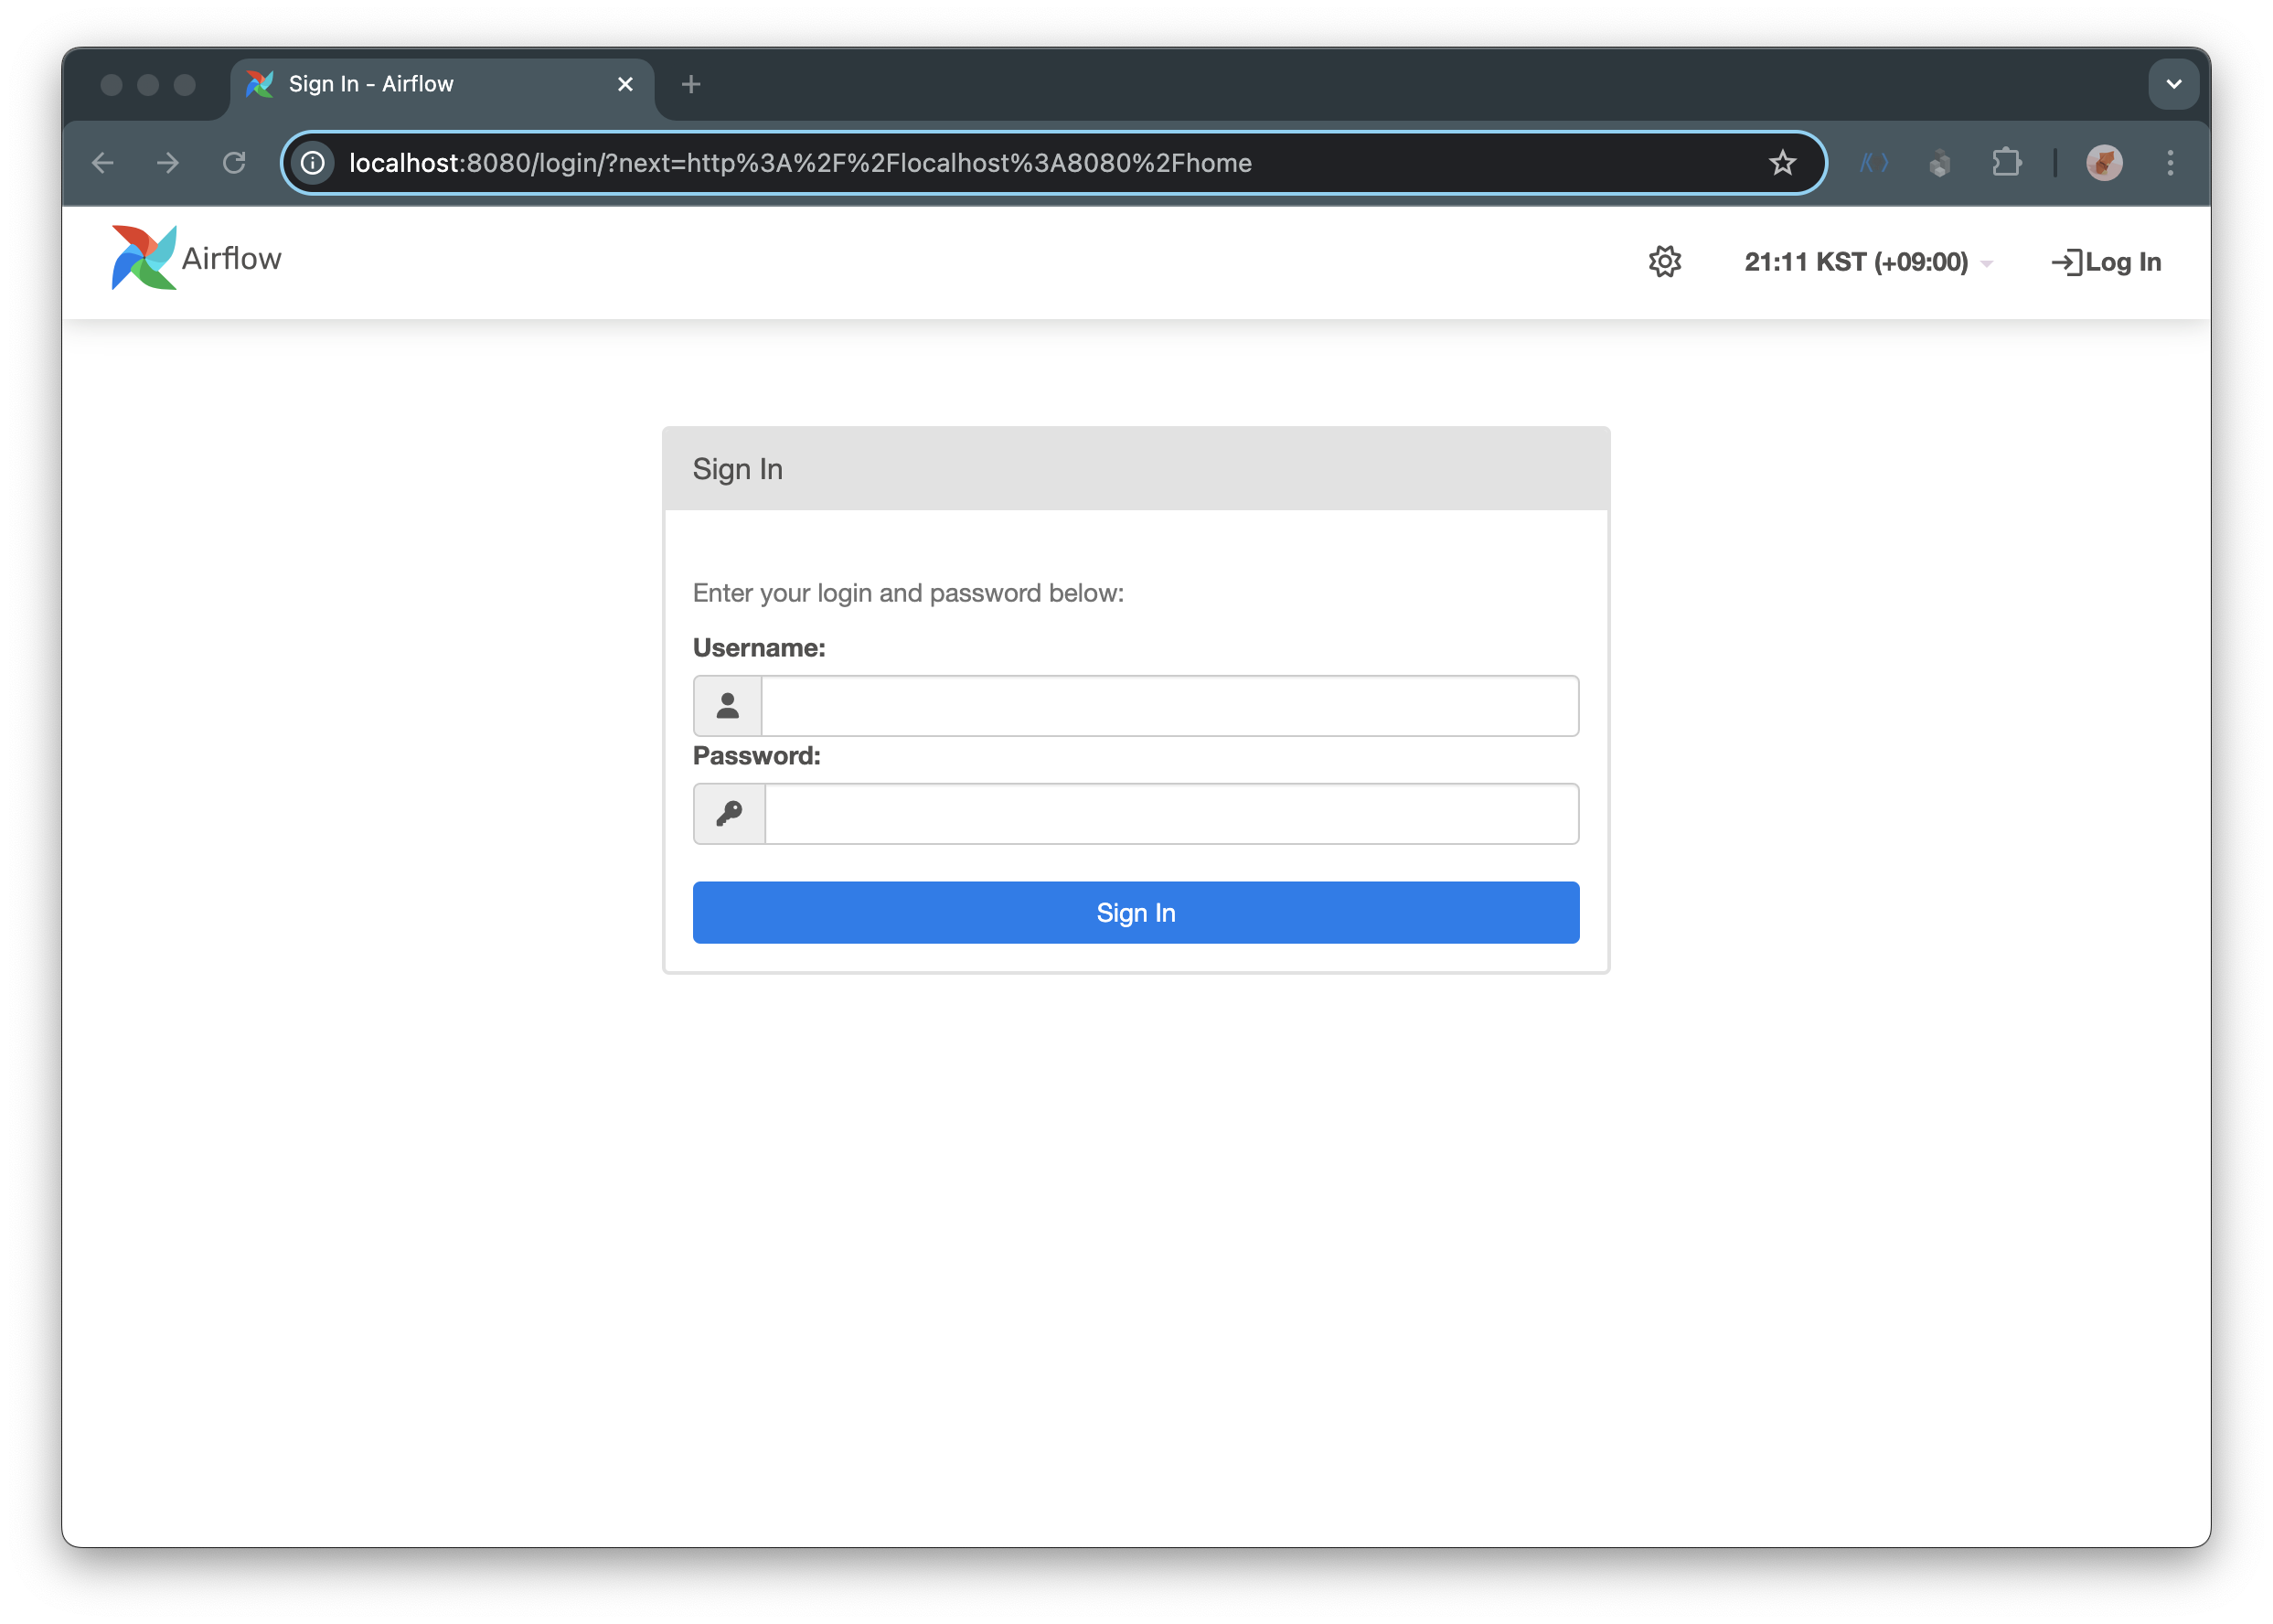 Sign In - Airflow
localhost:8080/login/?next=http%3A%2F%2Flocalhost%3A8080%2Fhome
Airflow
21:11 KST (+09:00)
Log In
Sign In
Enter your login and password below:
Username:
Password:
Sign In